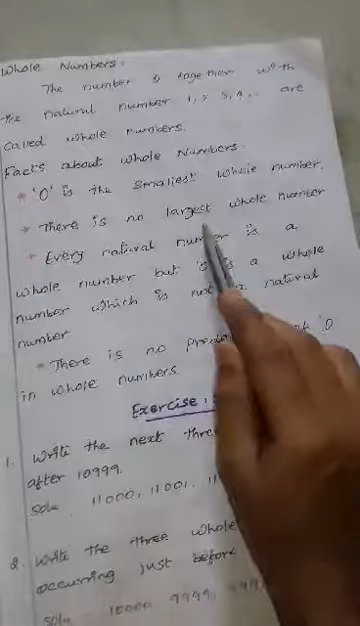 Whole Numbers:
The number 0 together with
the natural number 1, 2, 3, 4... are
called whole numbers.
Facts about Whole Numbers:
* '0' is the smallest whole number.
* There is no largest whole number
* Every natural number is a
whole number but '0' is a whole
number which is not a natural
number
* There is no of '0
in whole numbers
Exercise:
1. Write the next three
after 10999.
Soln 11000, 11001, 11
2. Write the three whole
occurring just before
Soln 10000 9999, 999